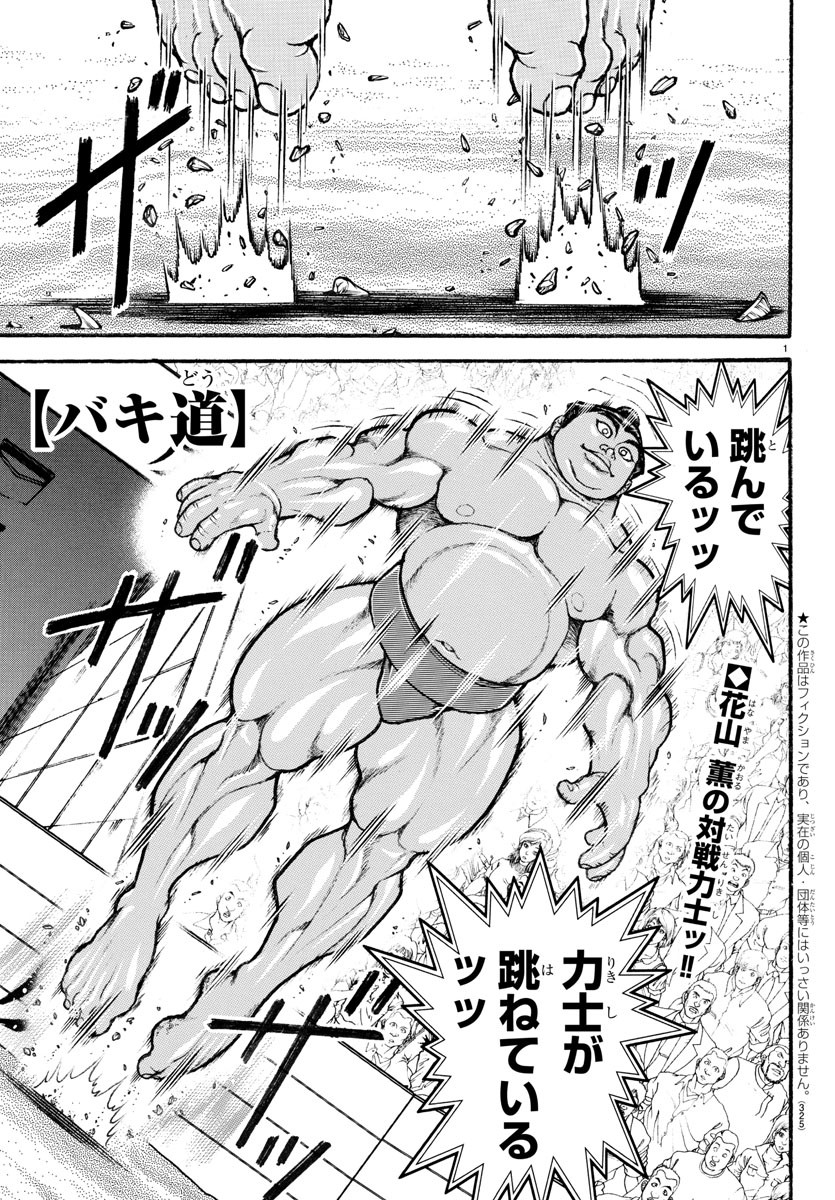 ザッ
1
跳んで
いるッッ
【バキ道】
ザザッ
◆花山 薫の対戦力士ッ!!
力士が
跳ねている
ッッ
ザッ
★この作品はフィクションであり、実在の個人、団体等にはいっさい関係ありません。
(325)